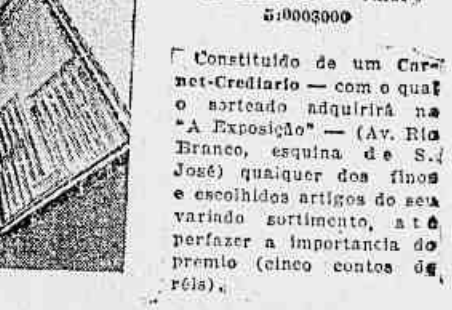 5:000$000
Constituido de um Car-
net-Crediario — com o qual
o sorteado adquirirá na
"A Exposição" — (Av. Rio
Branco, esquina de S.
José) qualquer dos finos
e escolhidos artigos do seu
variado sortimento, até
perfazer a importancia do
premio (cinco contos de
réis).